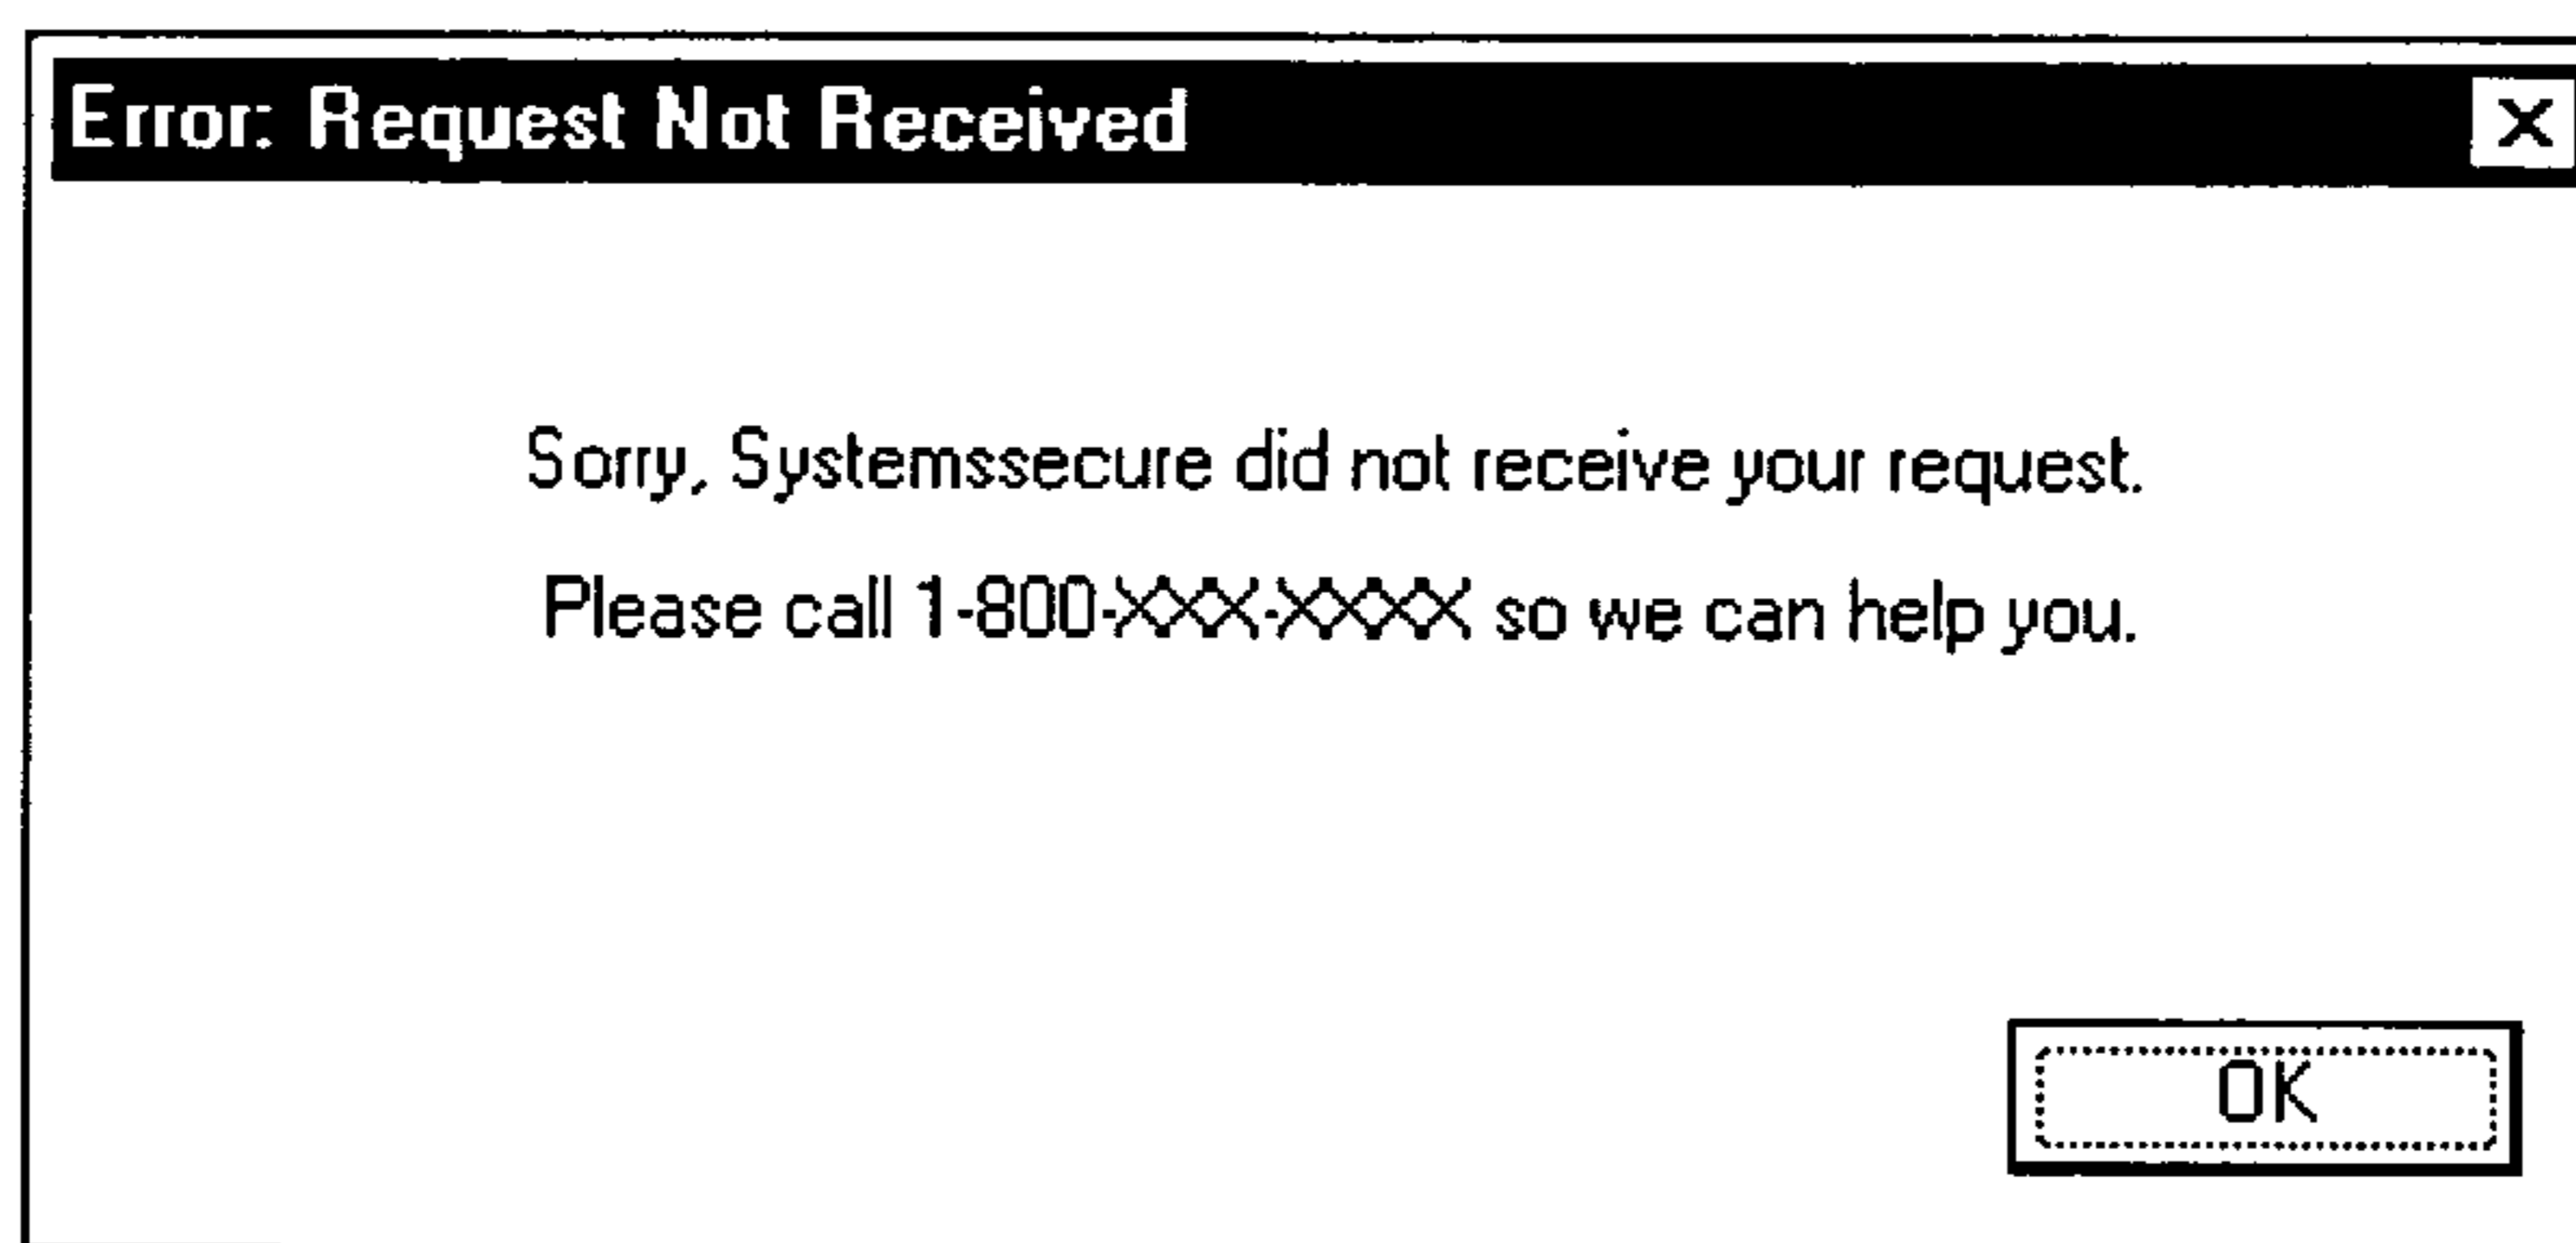 Error: Request Not Received
Sorry, Systemssecure did not receive your request.
Please call 1-800-XXX-XXXX so we can help you.
OK